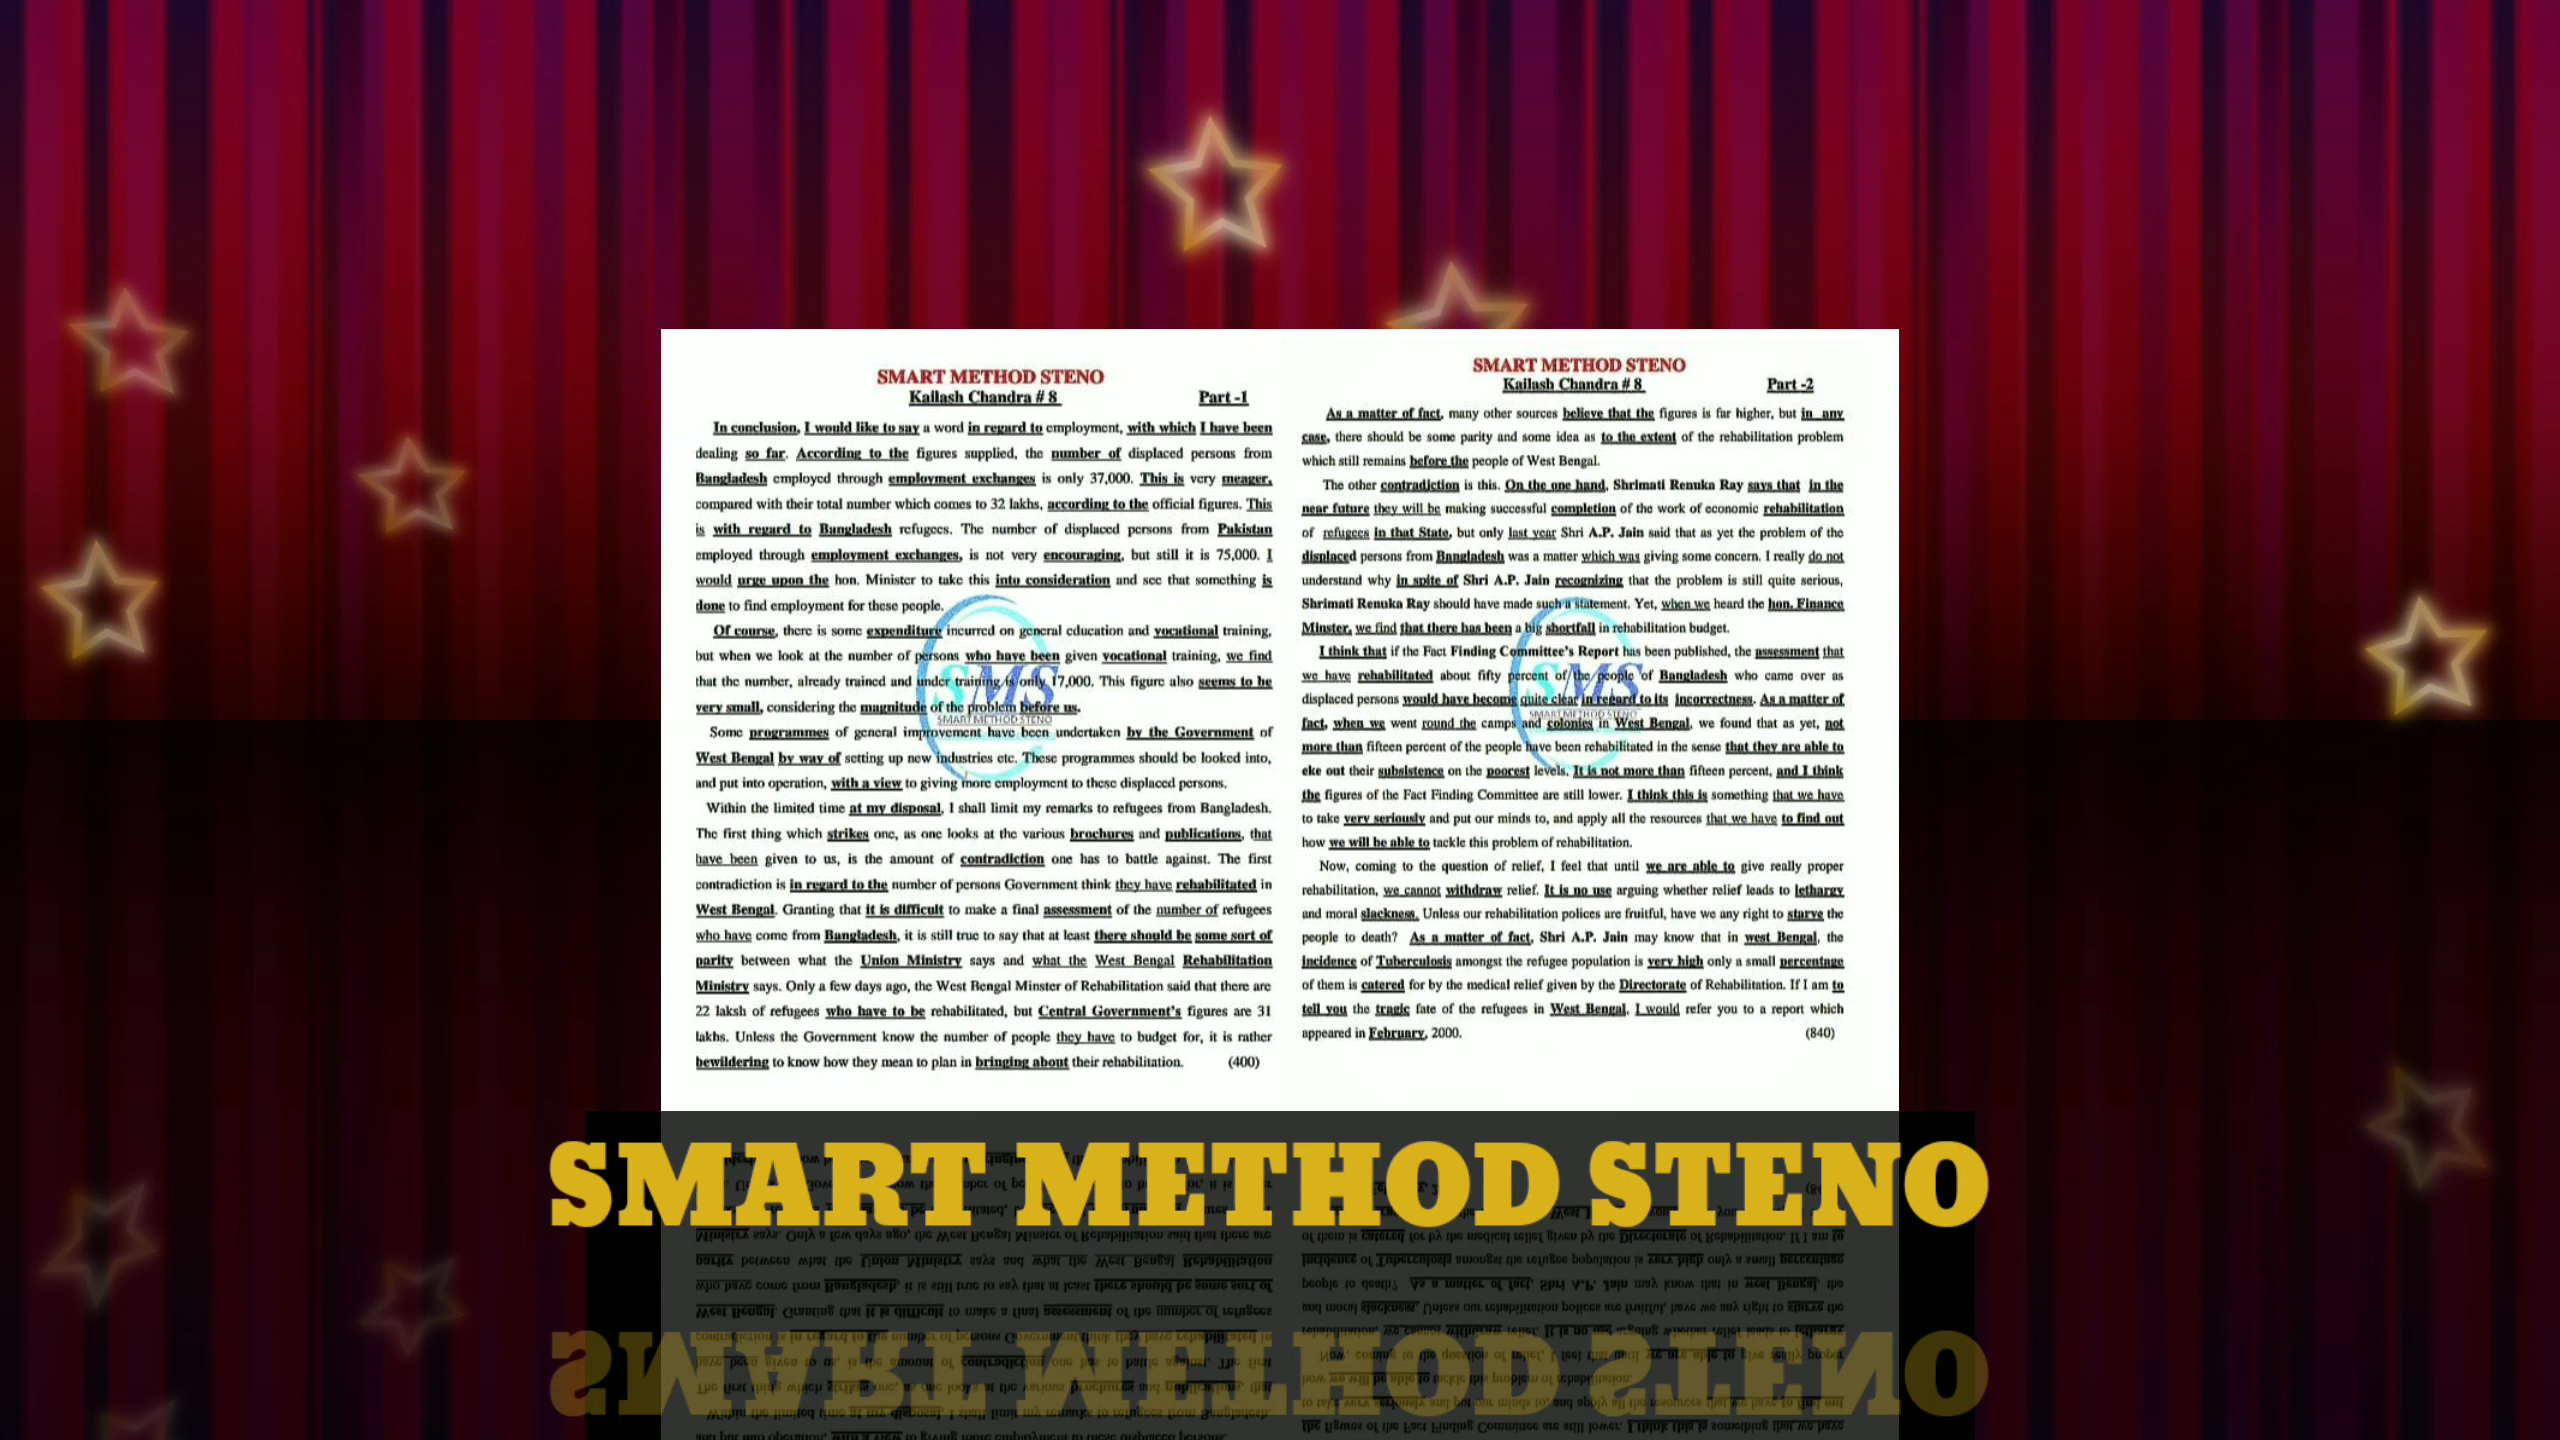 SMART METHOD STENO
Kailash Chandra # 8
Part -1
In conclusion, I would like to say a word in regard to employment, with which I have been
dealing so far. According to the figures supplied, the number of displaced persons from
Bangladesh employed through employment exchanges is only 37,000. This is very meager,
compared with their total number which comes to 32 lakhs, according to the official figures. This
is with regard to Bangladesh refugees. The number of displaced persons from Pakistan
employed through employment exchanges, is not very encouraging, but still it is 75,000. I
would urge upon the hon. Minister to take this into consideration and see that something is
done to find employment for these people.
Of course, there is some expenditure incurred on general education and vocational training,
but when we look at the number of persons who have been given vocational training, we find
that the number, already trained and under training is only 17,000. This figure also seems to be
very small, considering the magnitude of the problem before us.
Some programmes of general improvement have been undertaken by the Government of
West Bengal by way of setting up new industries etc. These programmes should be looked into,
and put into operation, with a view to giving more employment to these displaced persons.
Within the limited time at my disposal, I shall limit my remarks to refugees from Bangladesh.
The first thing which strikes one, as one looks at the various brochures and publications, that
have been given to us, is the amount of contradiction one has to battle against. The first
contradiction is in regard to the number of persons Government think they have rehabilitated in
West Bengal. Granting that it is difficult to make a final assessment of the number of refugees
who have come from Bangladesh, it is still true to say that at least there should be some sort of
parity between what the Union Ministry says and what the West Bengal Rehabilitation
Ministry says. Only a few days ago, the West Bengal Minster of Rehabilitation said that there are
22 laksh of refugees who have to be rehabilitated, but Central Government's figures are 31
lakhs. Unless the Government know the number of people they have to budget for, it is rather
bewildering to know how they mean to plan in bringing about their rehabilitation. (400)
SMART METHOD STENO
Kailash Chandra # 8
Part -2
As a matter of fact, many other sources believe that the figures is far higher, but in any
case, there should be some parity and some idea as to the extent of the rehabilitation problem
which still remains before the people of West Bengal.
The other contradiction is this. On the one hand, Shrimati Renuka Ray says that in the
near future they will be making successful completion of the work of economic rehabilitation
of refugees in that State, but only last year Shri A.P. Jain said that as yet the problem of the
displaced persons from Bangladesh was a matter which was giving some concern. I really do not
understand why in spite of Shri A.P. Jain recognizing that the problem is still quite serious,
Shrimati Renuka Ray should have made such a statement. Yet, when we heard the hon. Finance
Minster, we find that there has been a big shortfall in rehabilitation budget.
I think that if the Fact Finding Committee's Report has been published, the assessment that
we have rehabilitated about fifty percent of the people of Bangladesh who came over as
displaced persons would have become quite clear in regard to its incorrectness. As a matter of
fact, when we went round the camps and colonies in West Bengal, we found that as yet, not
more than fifteen percent of the people have been rehabilitated in the sense that they are able to
eke out their subsistence on the poorest levels. It is not more than fifteen percent, and I think
the figures of the Fact Finding Committee are still lower. I think this is something that we have
to take very seriously and put our minds to, and apply all the resources that we have to find out
how we will be able to tackle this problem of rehabilitation.
Now, coming to the question of relief, I feel that until we are able to give really proper
rehabilitation, we cannot withdraw relief. It is no use arguing whether relief leads to lethargy
and moral slackness. Unless our rehabilitation polices are fruitful, have we any right to starve the
people to death? As a matter of fact, Shri A.P. Jain may know that in west Bengal, the
incidence of Tuberculosis amongst the refugee population is very high only a small percentage
of them is catered for by the medical relief given by the Directorate of Rehabilitation. If I am to
tell you the tragic fate of the refugees in West Bengal, I would refer you to a report which
appeared in February, 2000. (840)
SMS
SMART METHOD STENO
SMS
SMART METHOD STENO
SMART METHOD STENO